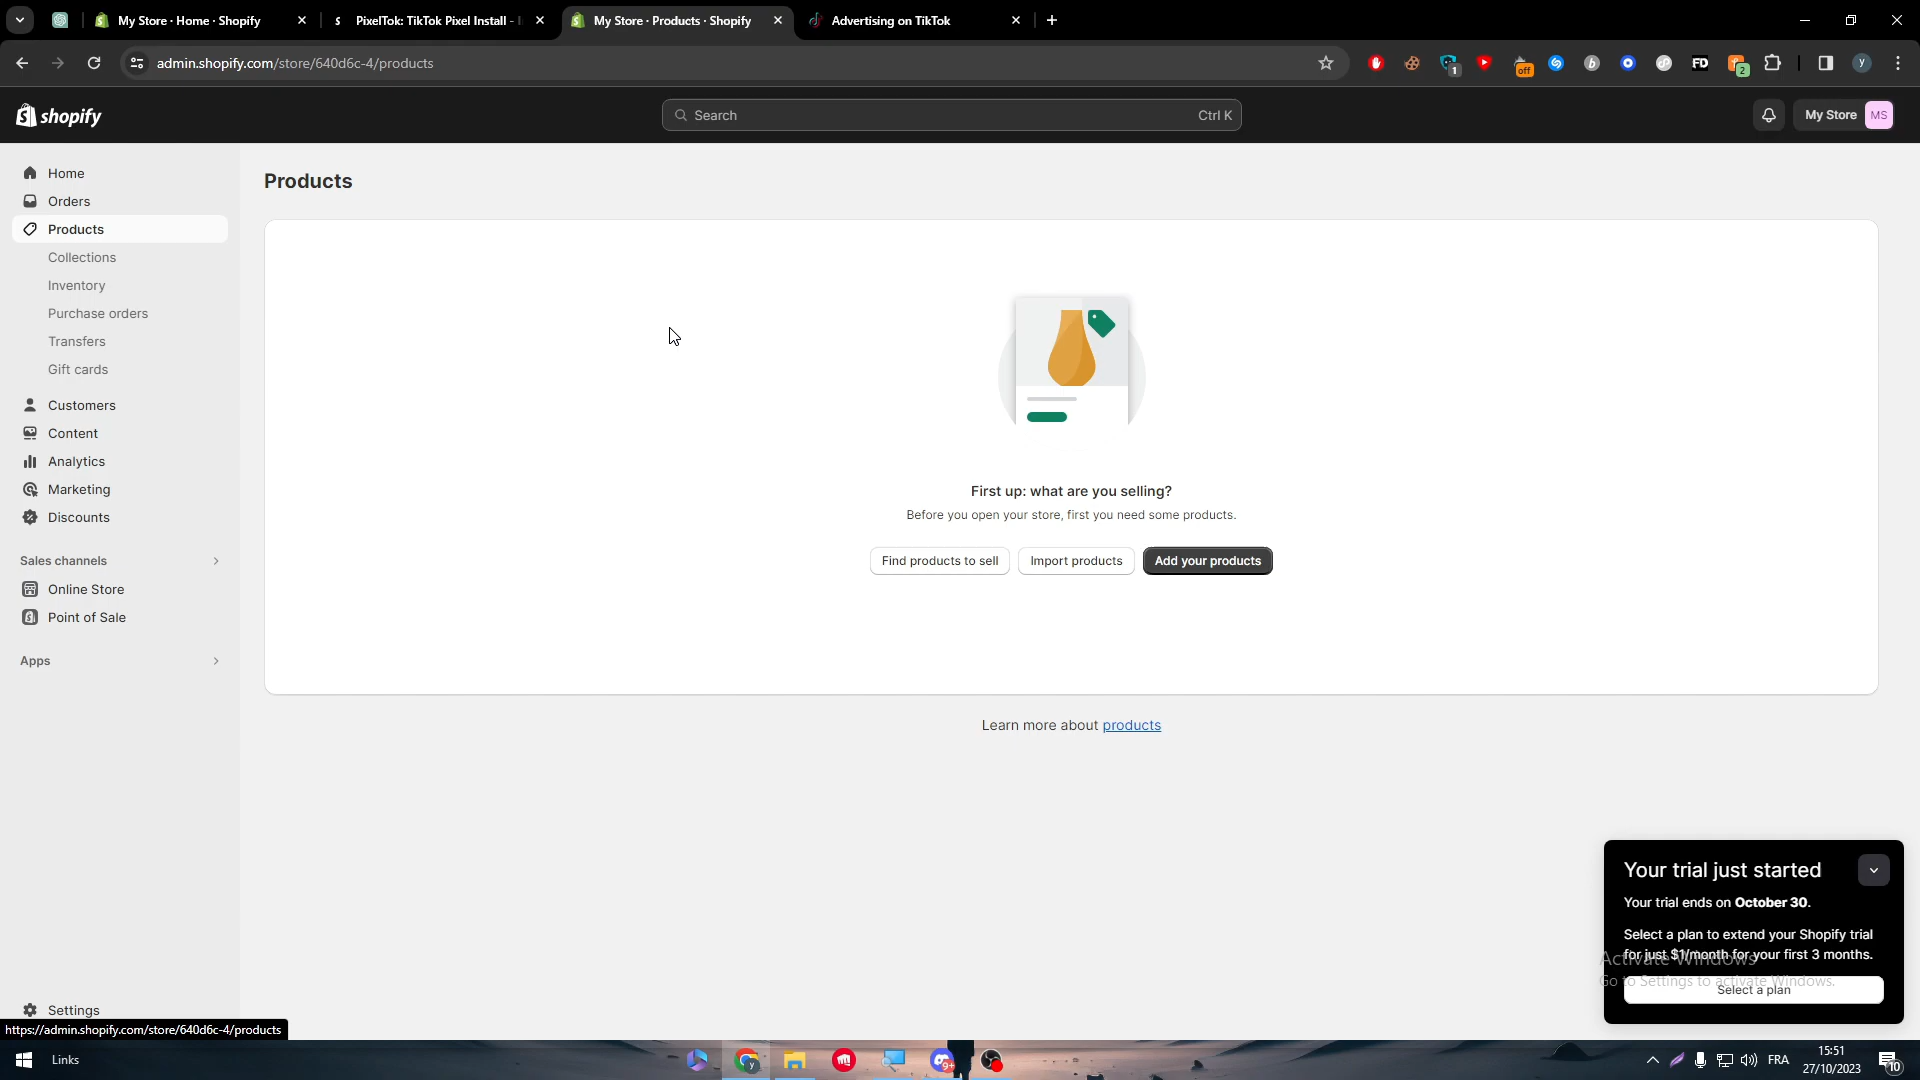 My Store · Home · Shopify
PixelTok: TikTok Pixel Install -
My Store · Products · Shopify
Advertising on TikTok
admin.shopify.com/store/640d6c-4/products
1
off
b
FD
2
y
shopify
Search
Ctrl K
My Store
MS
Home
Orders
Products
Collections
Inventory
Purchase orders
Transfers
Gift cards
Customers
Content
Analytics
Marketing
Discounts
Sales channels
Online Store
Point of Sale
Apps
Settings
Products
First up: what are you selling?
Before you open your store, first you need some products.
Find products to sell
Import products
Add your products
Learn more about products
Your trial just started
Your trial ends on October 30.
Select a plan to extend your Shopify trial
for just $1/month for your first 3 months.
Select a plan
Activate Windows
Go to Settings to activate Windows.
https://admin.shopify.com/store/640d6c-4/products
Links
y
9+
FRA
15:51
27/10/2023
10